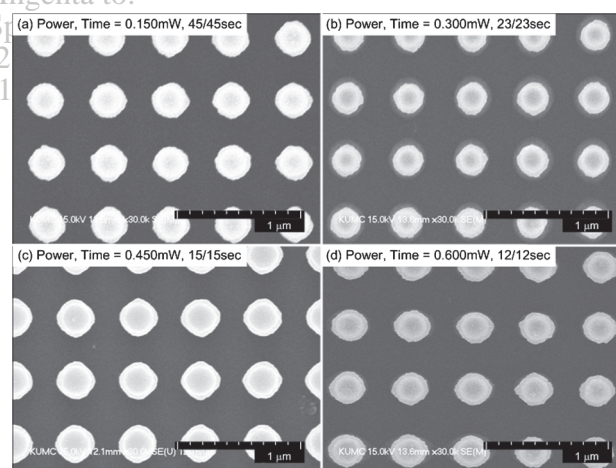 (a) Power, Time = 0.150mW, 45/45sec
(b) Power, Time = 0.300mW, 23/23sec
1 μm
KUMC 15.0kV 13.6mm x30.0k SE(M)
1 μm
(c) Power, Time = 0.450mW, 15/15sec
(d) Power, Time = 0.600mW, 12/12sec
1 μm
KUMC 15.0kV 13.6mm x30.0k SE(M)
1 μm